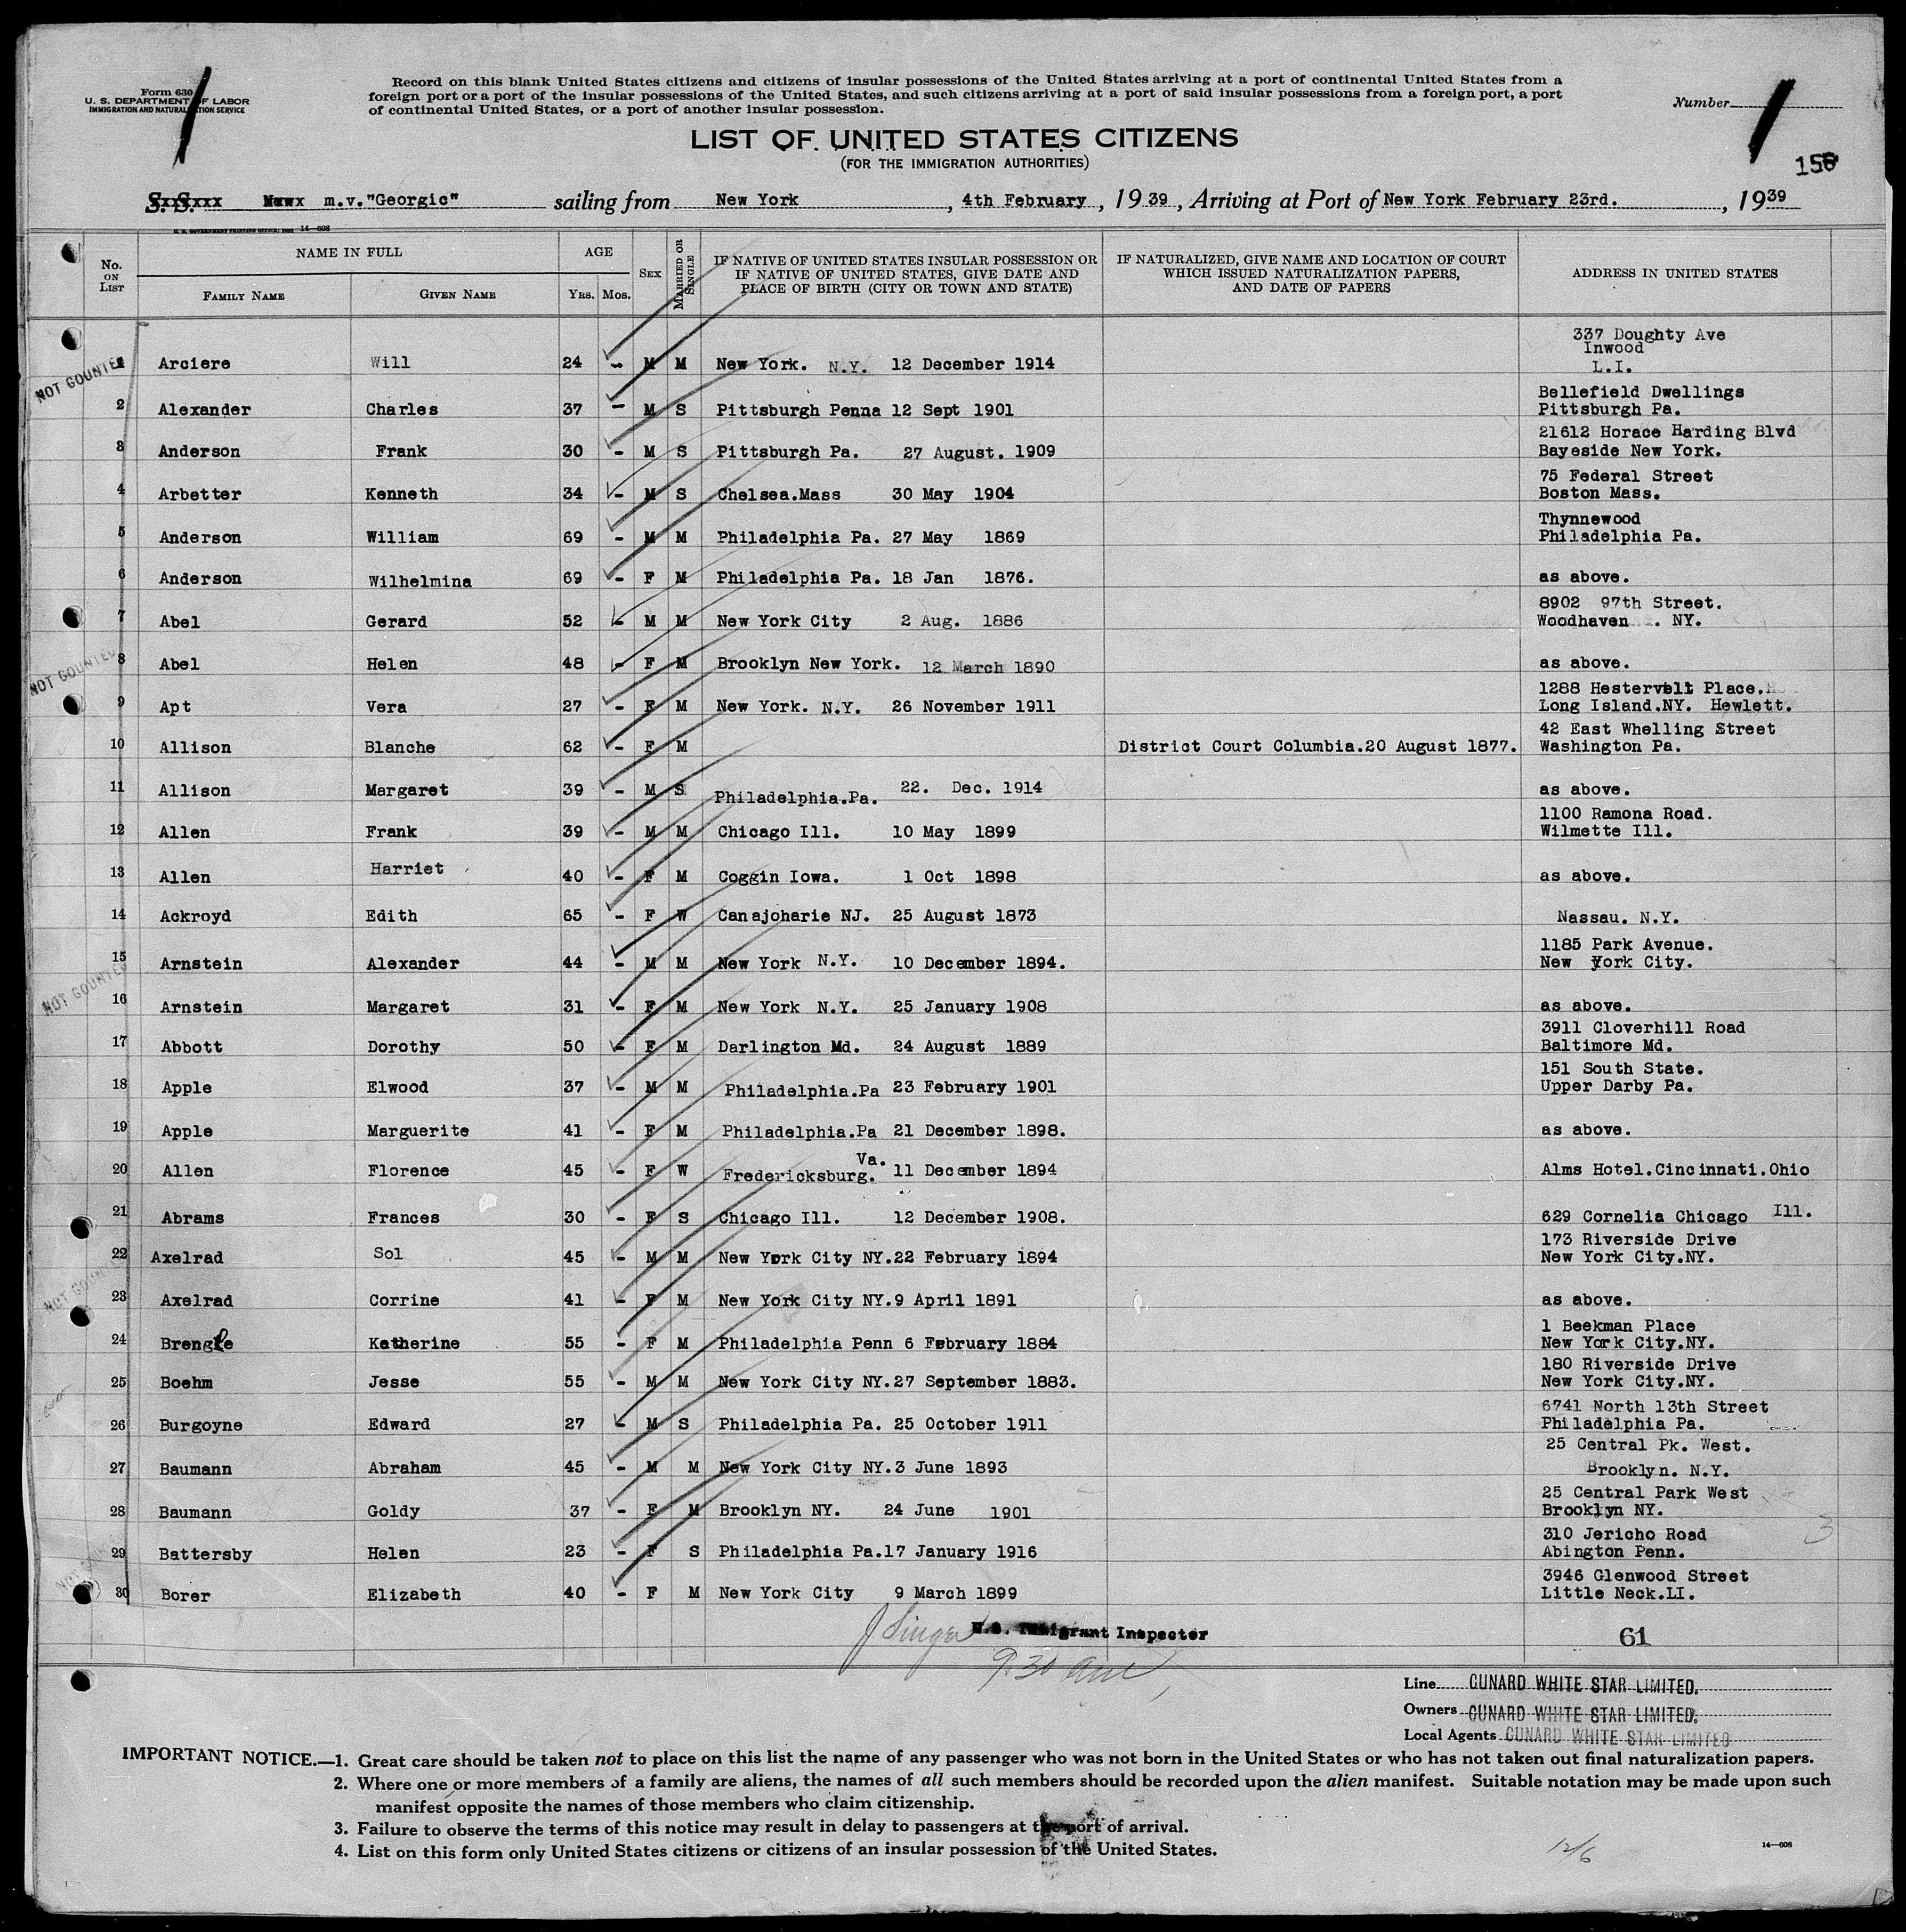 Form 630
U. S. DEPARTMENT OF LABOR
IMMIGRATION AND NATURALIZATION SERVICE
Record on this blank United States citizens and citizens of insular possessions of the United States arriving at a port of continental United States from a
foreign port or a port of the insular possessions of the United States, and such citizens arriving at a port of said insular possessions from a foreign port, a port
of continental United States, or a port of another insular possession.
Number
LIST OF UNITED STATES CITIZENS
(FOR THE IMMIGRATION AUTHORITIES)
S. S. m.v."Georgic" sailing from New York, 4th February, 1939, Arriving at Port of New York February 23rd., 1939
14—608
No. ON LIST
NAME IN FULL
FAMILY NAME GIVEN NAME
AGE
YRS. MOS.
SEX
MARRIED OR SINGLE
IF NATIVE OF UNITED STATES INSULAR POSSESSION OR
IF NATIVE OF UNITED STATES, GIVE DATE AND
PLACE OF BIRTH (CITY OR TOWN AND STATE)
IF NATURALIZED, GIVE NAME AND LOCATION OF COURT
WHICH ISSUED NATURALIZATION PAPERS,
AND DATE OF PAPERS
ADDRESS IN UNITED STATES
337 Doughty Ave
Inwood
1 Arciere Will 24 - M M New York. N.Y. 12 December 1914 L.I.
NOT COUNTED
Bellefield Dwellings
2 Alexander Charles 37 - M S Pittsburgh Penna 12 Sept 1901 Pittsburgh Pa.
21612 Horace Harding Blvd
3 Anderson Frank 30 - M S Pittsburgh Pa. 27 August. 1909 Bayeside New York.
75 Federal Street
4 Arbetter Kenneth 34 - M S Chelsea.Mass 30 May 1904 Boston Mass.
Thynnewood
5 Anderson William 69 - M M Philadelphia Pa. 27 May 1869 Philadelphia Pa.
6 Anderson Wilhelmina 69 - F M Philadelphia Pa. 18 Jan 1876. as above.
8902 97th Street.
7 Abel Gerard 52 - M M New York City 2 Aug. 1886 Woodhaven . NY.
8 Abel Helen 48 - F M Brooklyn New York. 12 March 1890 as above.
NOT COUNTED
1288 Hestervelt Place.
9 Apt Vera 27 - F M New York. N.Y. 26 November 1911 Long Island.NY. Hewlett.
42 East Whelling Street
10 Allison Blanche 62 - F M District Court Columbia.20 August 1877. Washington Pa.
11 Allison Margaret 39 - M S Philadelphia.Pa. 22. Dec. 1914 as above.
1100 Ramona Road.
12 Allen Frank 39 - M M Chicago Ill. 10 May 1899 Wilmette Ill.
13 Allen Harriet 40 - F M Coggin Iowa. 1 Oct 1898 as above.
14 Ackroyd Edith 65 - F W Canajoharie NJ. 25 August 1873 Nassau. N.Y.
1185 Park Avenue.
15 Arnstein Alexander 44 - M M New York N.Y. 10 December 1894. New York City.
NOT COUNTED
16 Arnstein Margaret 31 - F M New York N.Y. 25 January 1908 as above.
3911 Cloverhill Road
17 Abbott Dorothy 50 - F M Darlington Md. 24 August 1889 Baltimore Md.
151 South State.
18 Apple Elwood 37 - M M Philadelphia.Pa 23 February 1901 Upper Darby Pa.
19 Apple Marguerite 41 - F M Philadelphia.Pa 21 December 1898. as above.
20 Allen Florence 45 - F W Fredericksburg. Va. 11 December 1894 Alms Hotel.Cincinnati.Ohio
21 Abrams Frances 30 - F S Chicago Ill. 12 December 1908. 629 Cornelia Chicago Ill.
173 Riverside Drive
22 Axelrad Sol 45 - M M New York City NY.22 February 1894 New York City.NY.
NOT COUNTED
23 Axelrad Corrine 41 - F M New York City NY.9 April 1891 as above.
1 Beekman Place
24 Brengle Katherine 55 - F M Philadelphia Penn 6 February 1884 New York City.NY.
180 Riverside Drive
25 Boehm Jesse 55 - M M New York City NY.27 September 1883. New York City.NY.
6741 North 13th Street
26 Burgoyne Edward 27 - M S Philadelphia Pa. 25 October 1911 Philadelphia Pa.
25 Central Pk. West.
27 Baumann Abraham 45 - M M New York City NY.3 June 1893 Brooklyn. N.Y.
25 Central Park West
28 Baumann Goldy 37 - F M Brooklyn NY. 24 June 1901 Brooklyn NY.
310 Jericho Road
29 Battersby Helen 23 - F S Philadelphia Pa.17 January 1916 Abington Penn.
3946 Glenwood Street
30 Borer Elizabeth 40 - F M New York City 9 March 1899 Little Neck.LI.
J Singer U.S. Immigrant Inspector
61
9.30 am
Line CUNARD WHITE STAR LIMITED.
Owners CUNARD WHITE STAR LIMITED.
Local Agents CUNARD WHITE STAR LIMITED
IMPORTANT NOTICE.—1. Great care should be taken not to place on this list the name of any passenger who was not born in the United States or who has not taken out final naturalization papers.
2. Where one or more members of a family are aliens, the names of all such members should be recorded upon the alien manifest. Suitable notation may be made upon such
manifest opposite the names of those members who claim citizenship.
3. Failure to observe the terms of this notice may result in delay to passengers at the port of arrival.
4. List on this form only United States citizens or citizens of an insular possession of the United States.
12/6
14—608